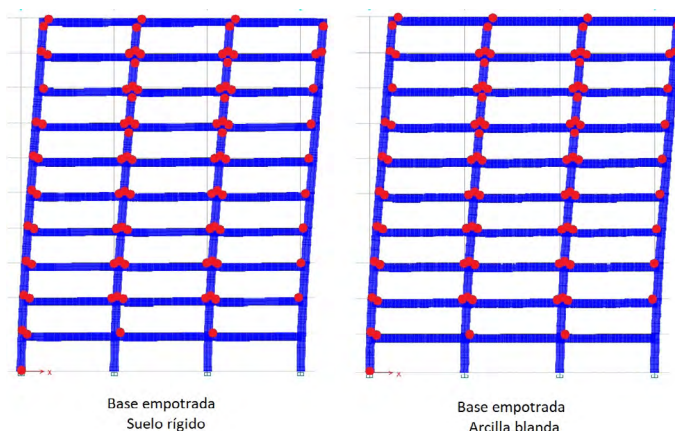 x
x
Base empotrada
Suelo rígido
Base empotrada
Arcilla blanda